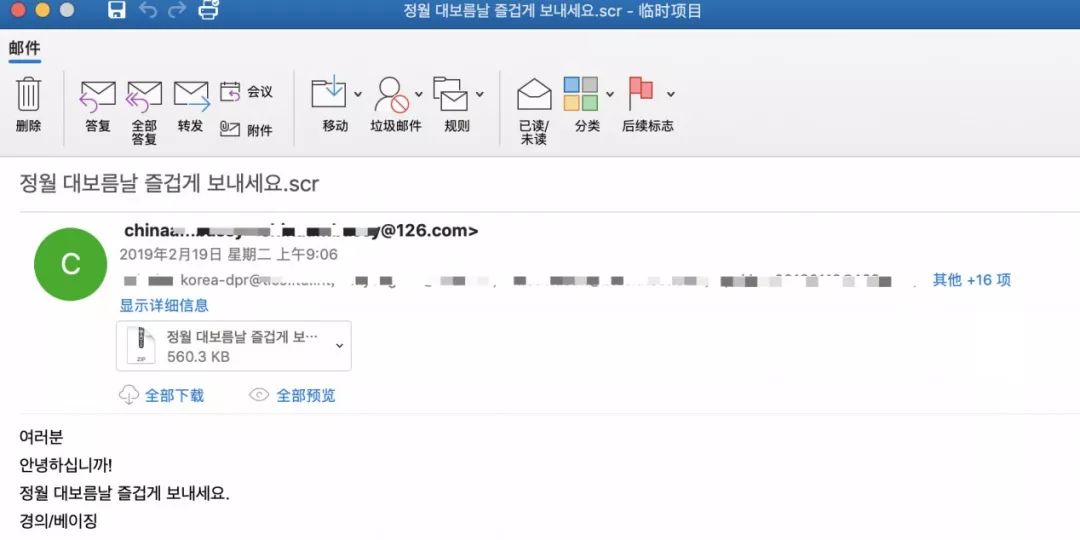 정월 대보름날 즐겁게 보내세요.scr - 临时项目
邮件
删除
答复
全部答复
转发
会议
附件
移动
垃圾邮件
规则
已读/未读
分类
后续标志
정월 대보름날 즐겁게 보내세요.scr
C
@126.com>
2019年2月19日 星期二 上午9:06
korea-dpr@
其他 +16 项
显示详细信息
ZIP
정월 대보름날 즐겁게 보…
560.3 KB
全部下载
全部预览
여러분
안녕하십니까!
정월 대보름날 즐겁게 보내세요.
경의/베이징